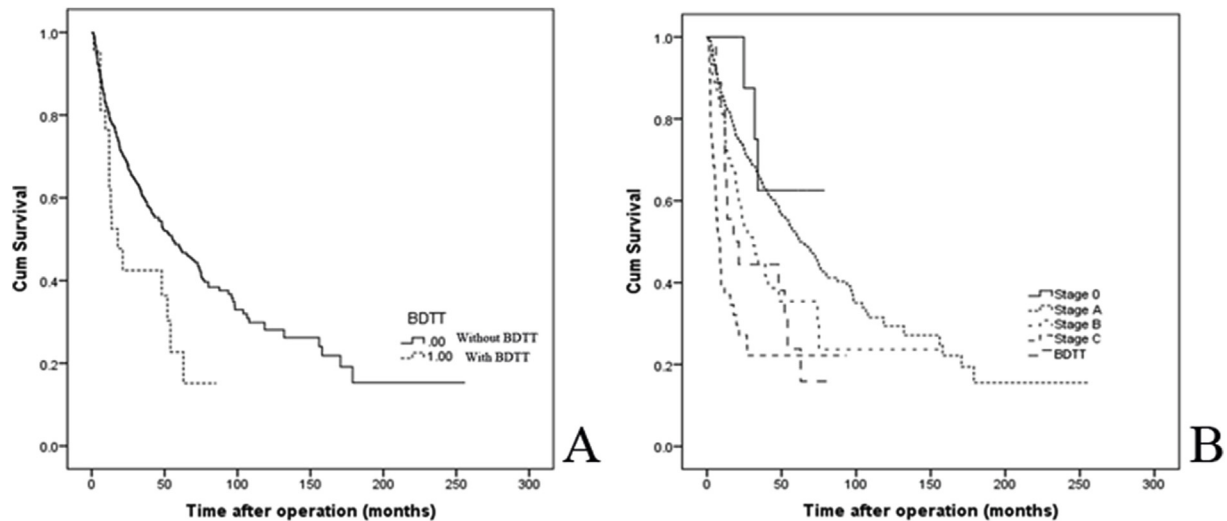 1.0
0.8
0.6
0.4
0.2
0.0
Cum Survival
0 50 100 150 200 250 300
Time after operation (months)
BDTT
.00 Without BDTT
1.00 With BDTT
A
1.0
0.8
0.6
0.4
0.2
0.0
Cum Survival
0 50 100 150 200 250 300
Time after operation (months)
Stage 0
Stage A
Stage B
Stage C
BDTT
B